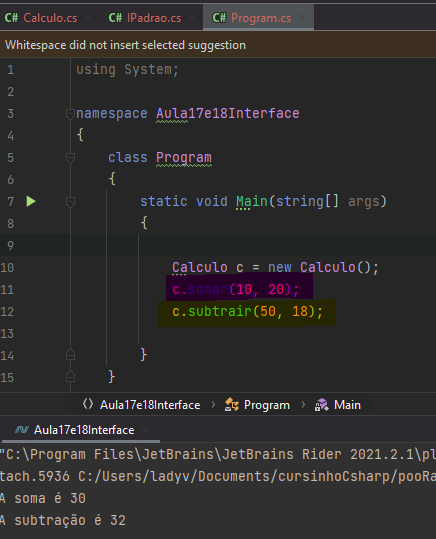 C# Calculo.cs × C# IPadrao.cs × C# Program.cs ×
Whitespace did not insert selected suggestion
1 using System;
2
3 namespace Aula17e18Interface
4 {
5 class Program
6 {
7 static void Main(string[] args)
8 {
9
10 Calculo c = new Calculo();
11 c.somar(10, 20);
12 c.subtrair(50, 18);
13
14 }
15 }
Aula17e18Interface › Program › Main
Aula17e18Interface ×
"C:\Program Files\JetBrains\JetBrains Rider 2021.2.1\pl
tach.5936 C:/Users/ladyv/Documents/cursinhoCsharp/pooRa
A soma é 30
A subtração é 32